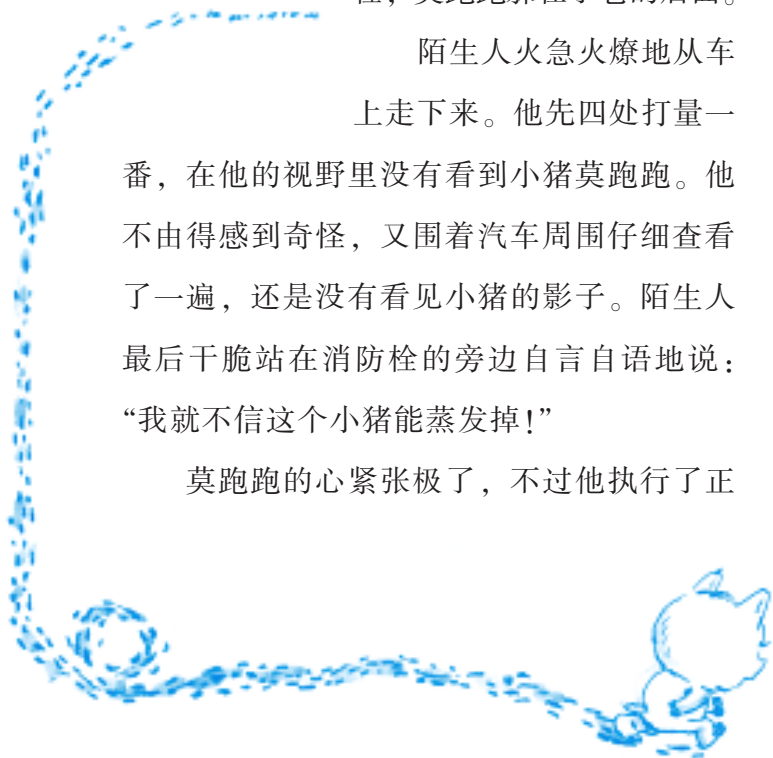 陌生人火急火燎地从车
上走下来。他先四处打量一
番，在他的视野里没有看到小猪莫跑跑。他
不由得感到奇怪，又围着汽车周围仔细查看
了一遍，还是没有看见小猪的影子。陌生人
最后干脆站在消防栓的旁边自言自语地说：
“我就不信这个小猪能蒸发掉！”
莫跑跑的心紧张极了，不过他执行了正